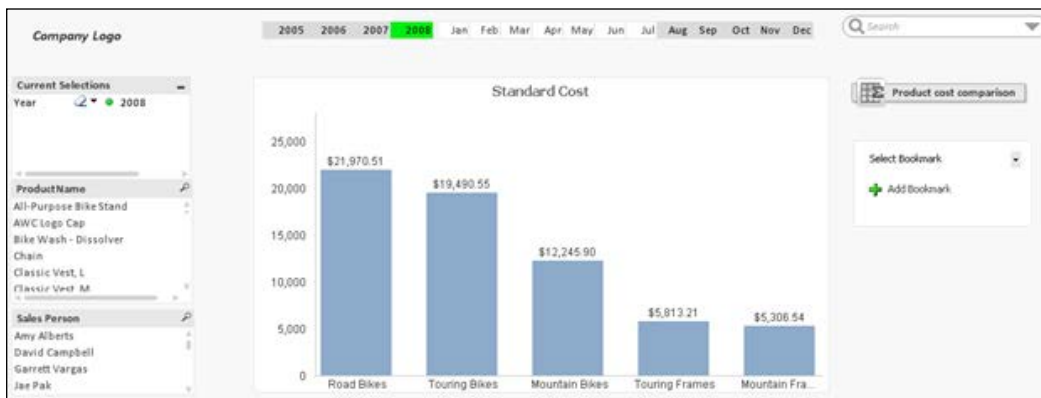 Company Logo
2005 2006 2007 2008 Jan Feb Mar Apr May Jun Jul Aug Sep Oct Nov Dec
Search
Current Selections
Year 2008
ProductName
All-Purpose Bike Stand
AWC Logo Cap
Bike Wash - Dissolver
Chain
Classic Vest, L
Classic Vest, M
Sales Person
Amy Alberts
David Campbell
Garrett Vargas
Jae Pak
Standard Cost
25,000
20,000
15,000
10,000
5,000
0
$21,970.51
$19,490.55
$12,245.90
$5,813.21
$5,306.54
Road Bikes Touring Bikes Mountain Bikes Touring Frames Mountain Fra...
Product cost comparison
Select Bookmark
Add Bookmark